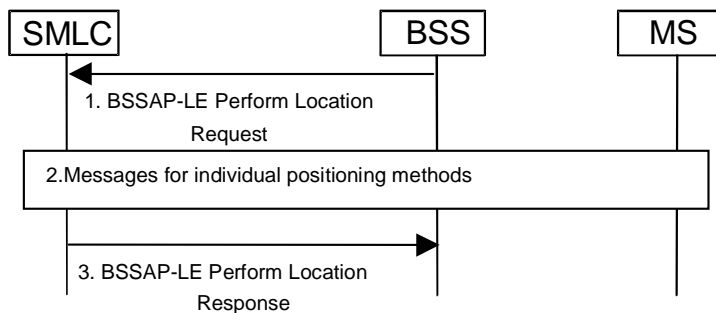 SMLC
BSS
MS
1. BSSAP-LE Perform Location
Request
2.Messages for individual positioning methods
3. BSSAP-LE Perform Location
Response